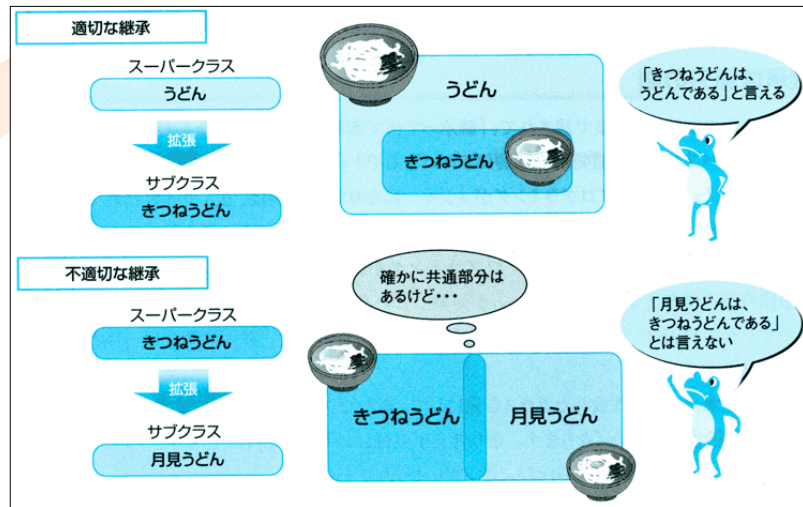 適切な継承
スーパークラス
うどん
拡張
サブクラス
きつねうどん
うどん
きつねうどん
「きつねうどんは、
うどんである」と言える
不適切な継承
スーパークラス
きつねうどん
拡張
サブクラス
月見うどん
確かに共通部分は
あるけど・・・
きつねうどん
月見うどん
「月見うどんは、
きつねうどんである」
とは言えない